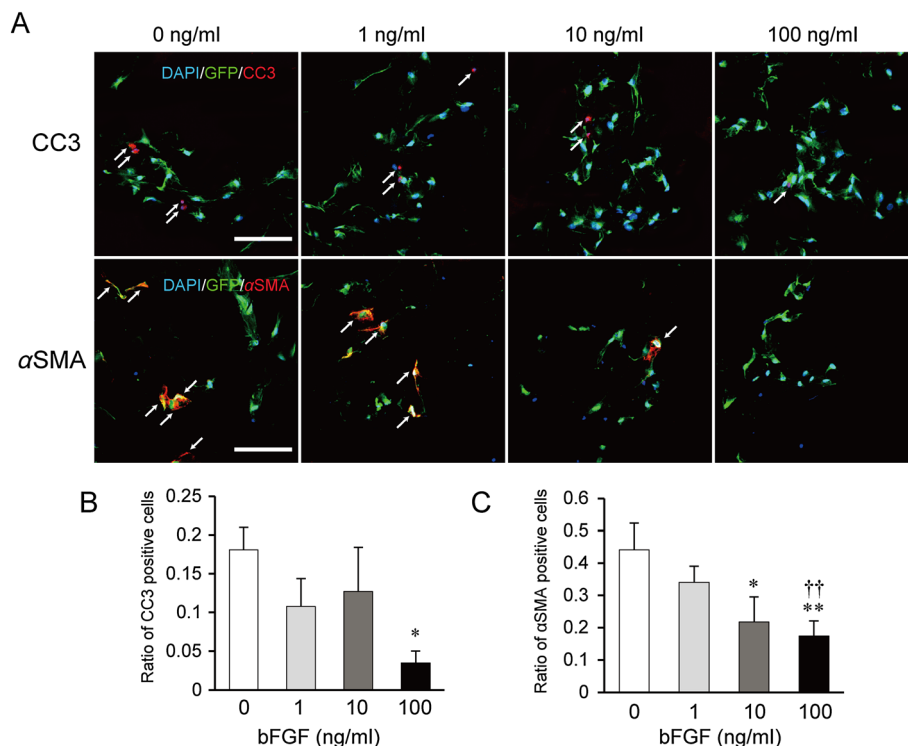 A
0 ng/ml 1 ng/ml 10 ng/ml 100 ng/ml
CC3
DAPI/GFP/CC3
αSMA
DAPI/GFP/αSMA
B
Ratio of CC3 positive cells
0.25
0.2
0.15
0.1
0.05
0
*
0 1 10 100
bFGF (ng/ml)
C
Ratio of αSMA positive cells
0.6
0.5
0.4
0.3
0.2
0.1
0
*
††
**
0 1 10 100
bFGF (ng/ml)